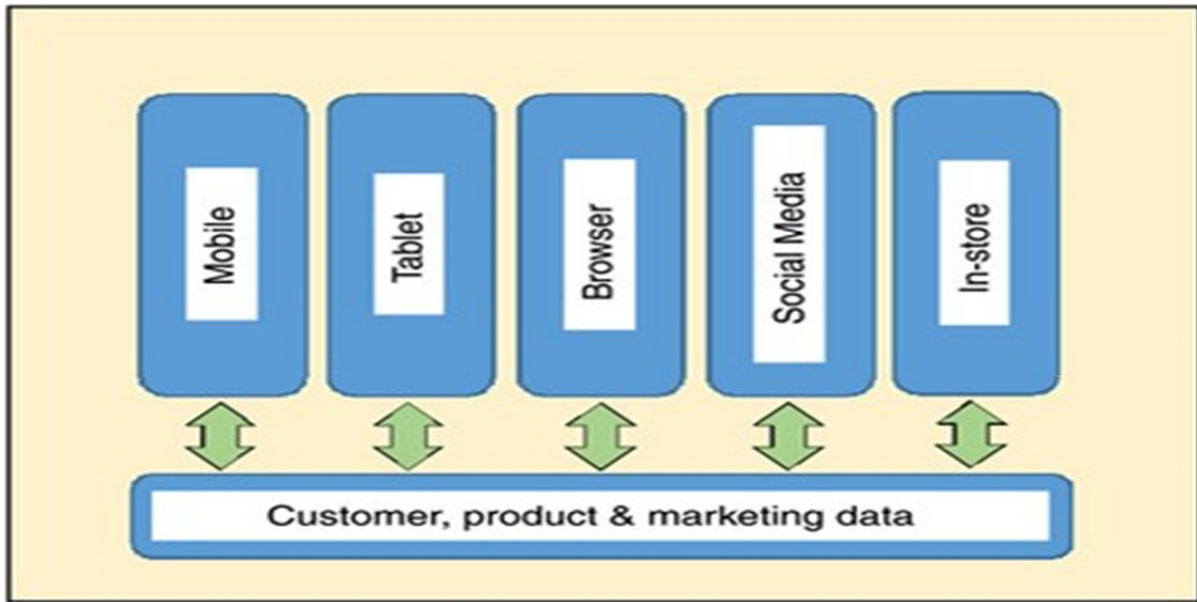 Mobile
Tablet
Browser
Social Media
In-store
Customer, product & marketing data